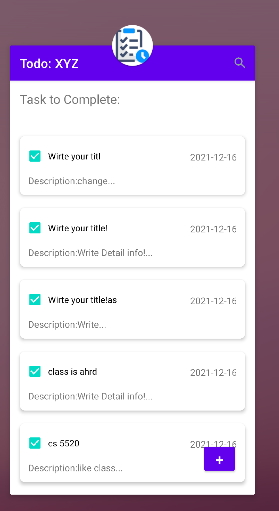 Todo: XYZ
Task to Complete:
Wirte your titl 2021-12-16
Description:change...
Wirte your title! 2021-12-16
Description:Write Detail info!...
Wirte your title!as 2021-12-16
Description:Write...
class is ahrd 2021-12-16
Description:Write Detail info!...
cs 5520 2021-12-16
Description:like class...
+